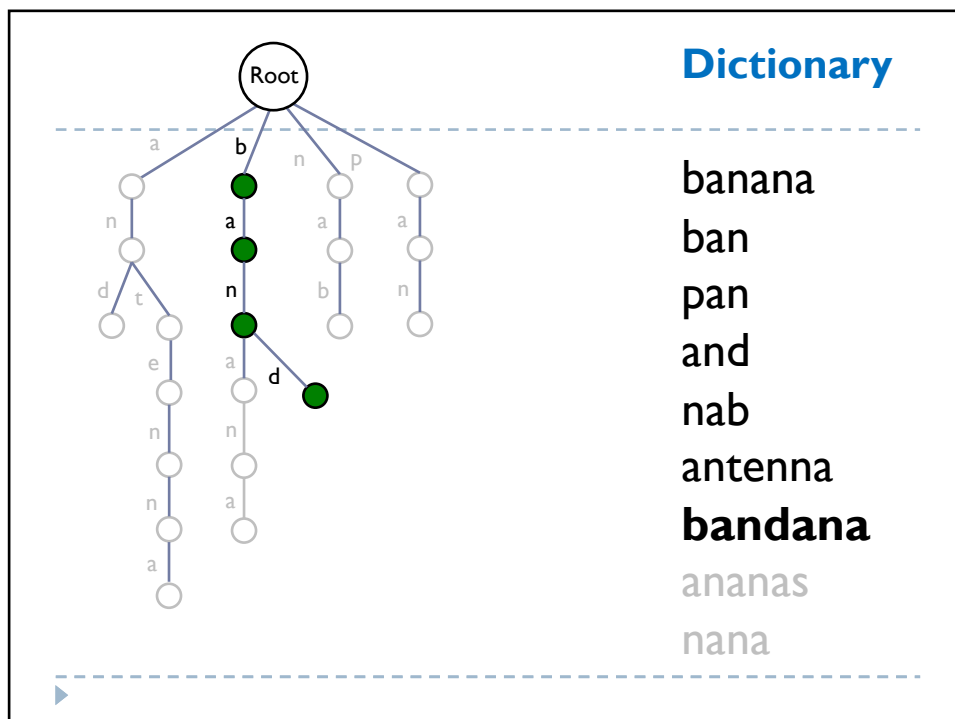 Root
Dictionary
a b n p
n a a a
d t n b n
e a d
n n
n a
a
banana
ban
pan
and
nab
antenna
bandana
ananas
nana